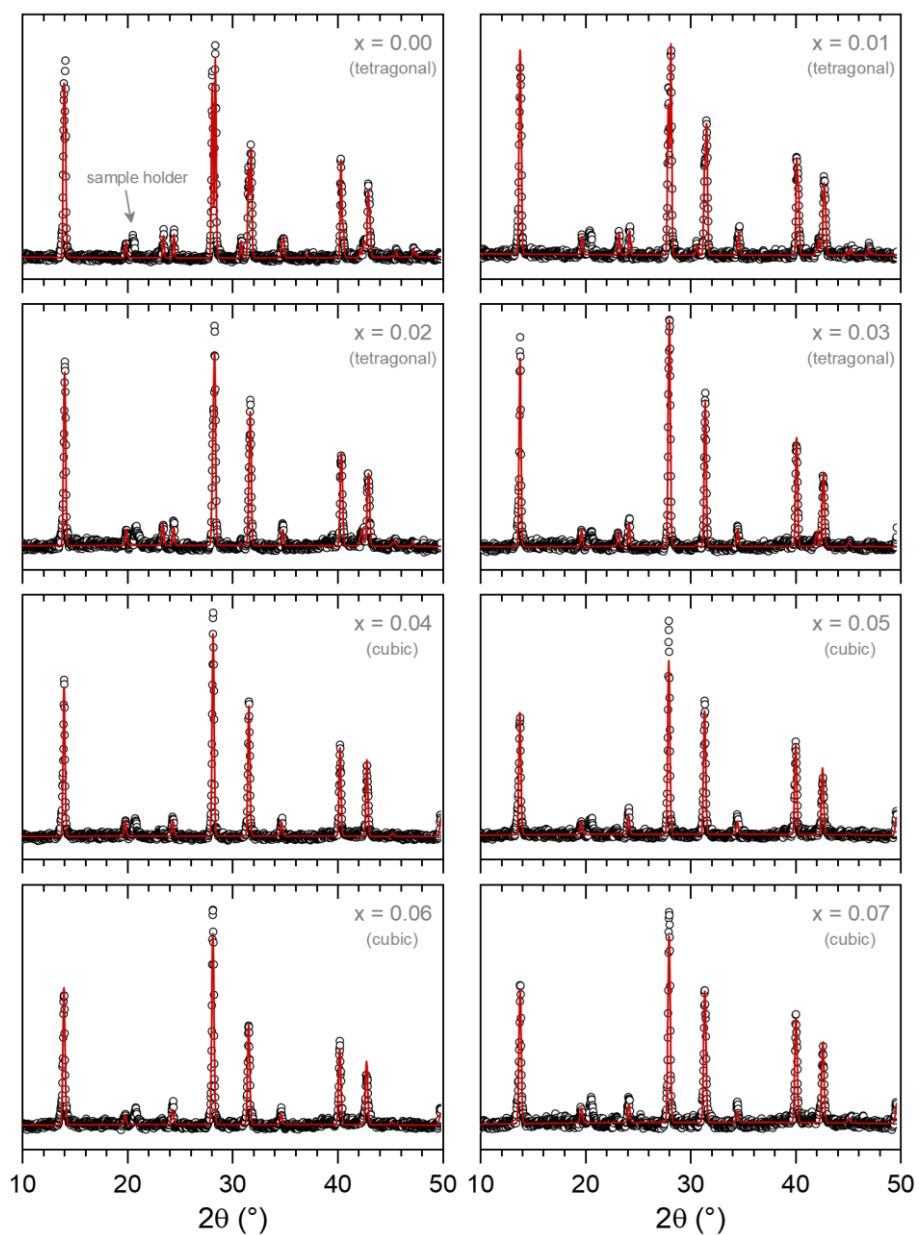 x = 0.00
(tetragonal)
sample holder
x = 0.01
(tetragonal)
x = 0.02
(tetragonal)
x = 0.03
(tetragonal)
x = 0.04
(cubic)
x = 0.05
(cubic)
x = 0.06
(cubic)
x = 0.07
(cubic)
10 20 30 40 50
10 20 30 40 50
2θ (°)
2θ (°)